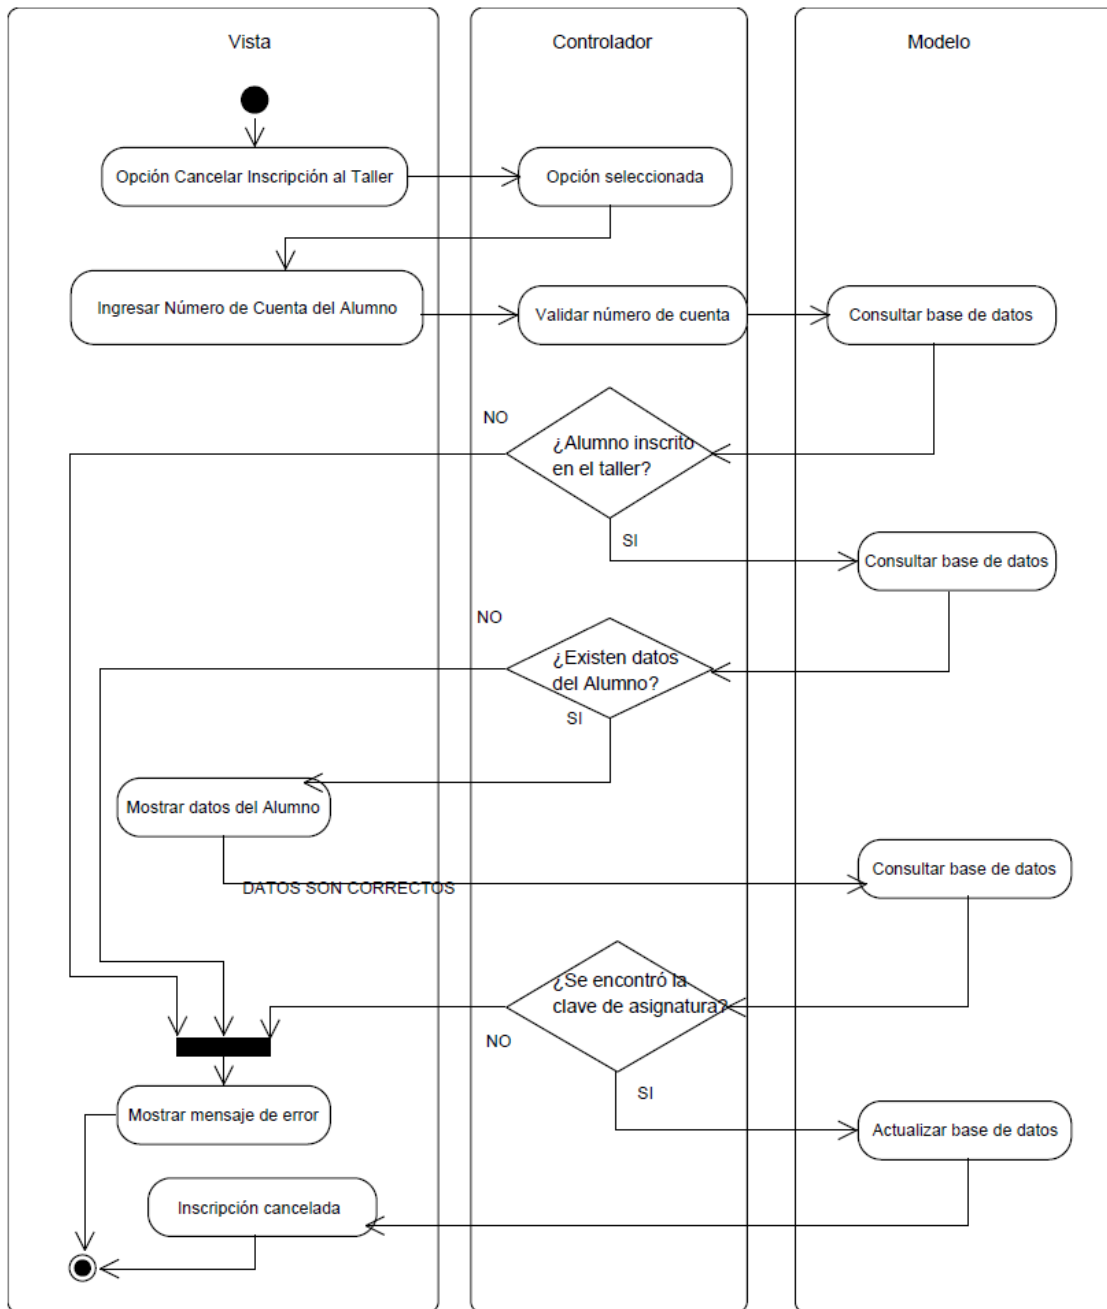 Vista
Controlador
Modelo
Opción Cancelar Inscripción al Taller
Opción seleccionada
Ingresar Número de Cuenta del Alumno
Validar número de cuenta
Consultar base de datos
NO
¿Alumno inscrito
en el taller?
SI
Consultar base de datos
NO
¿Existen datos
del Alumno?
SI
Mostrar datos del Alumno
DATOS SON CORRECTOS
Consultar base de datos
¿Se encontró la
clave de asignatura?
NO
SI
Mostrar mensaje de error
Actualizar base de datos
Inscripción cancelada